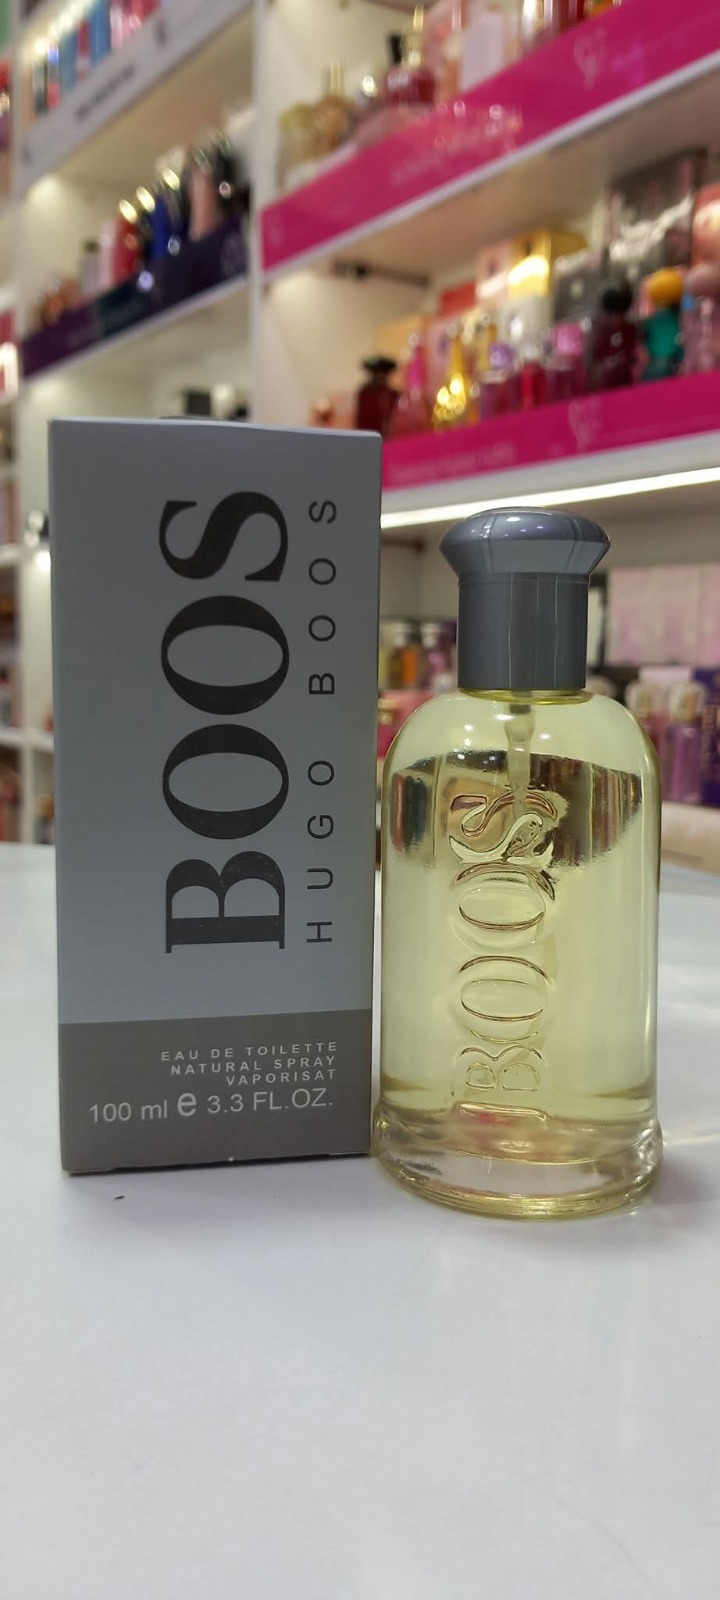 BOOS
HUGO BOOS
EAU DE TOILETTE
NATURAL SPRAY
VAPORISAT
100 ml e 3.3 FL.OZ.
BOOS